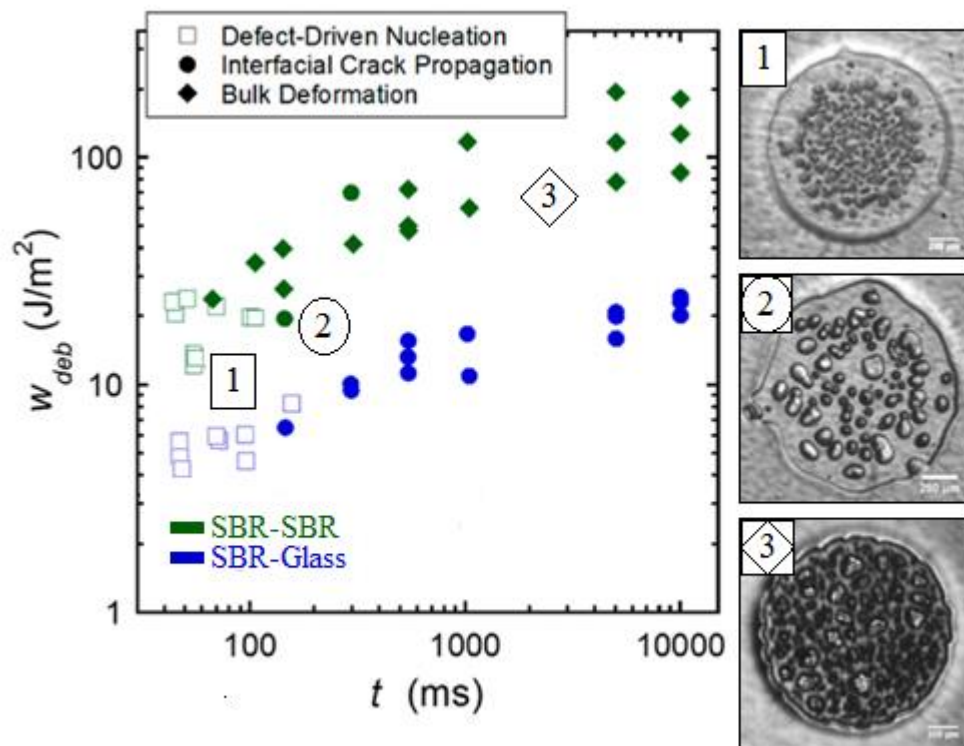 Defect-Driven Nucleation
Interfacial Crack Propagation
Bulk Deformation
w_deb (J/m²)
100
10
1
3
2
1
SBR-SBR
SBR-Glass
100
1000
10000
t (ms)
1
2
3